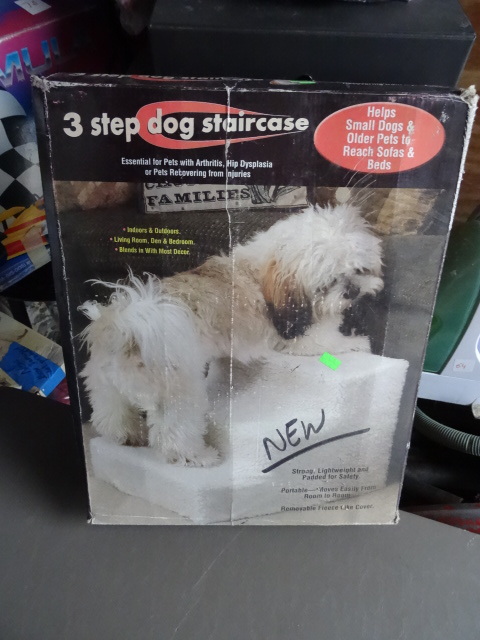 3 step dog staircase
Helps
Small Dogs &
Older Pets to
Reach Sofas &
Beds
Essential for Pets with Arthritis, Hip Dysplasia
or Pets Recovering from Injuries
FAMILIES
• Indoors & Outdoors.
• Living Room, Den & Bedroom.
• Blends in With Most Décor.
NEW
Strong, Lightweight and
Padded for Safety.
Portable— Moves Easily From
Room to Room.
Removable Fleece Like Cover.